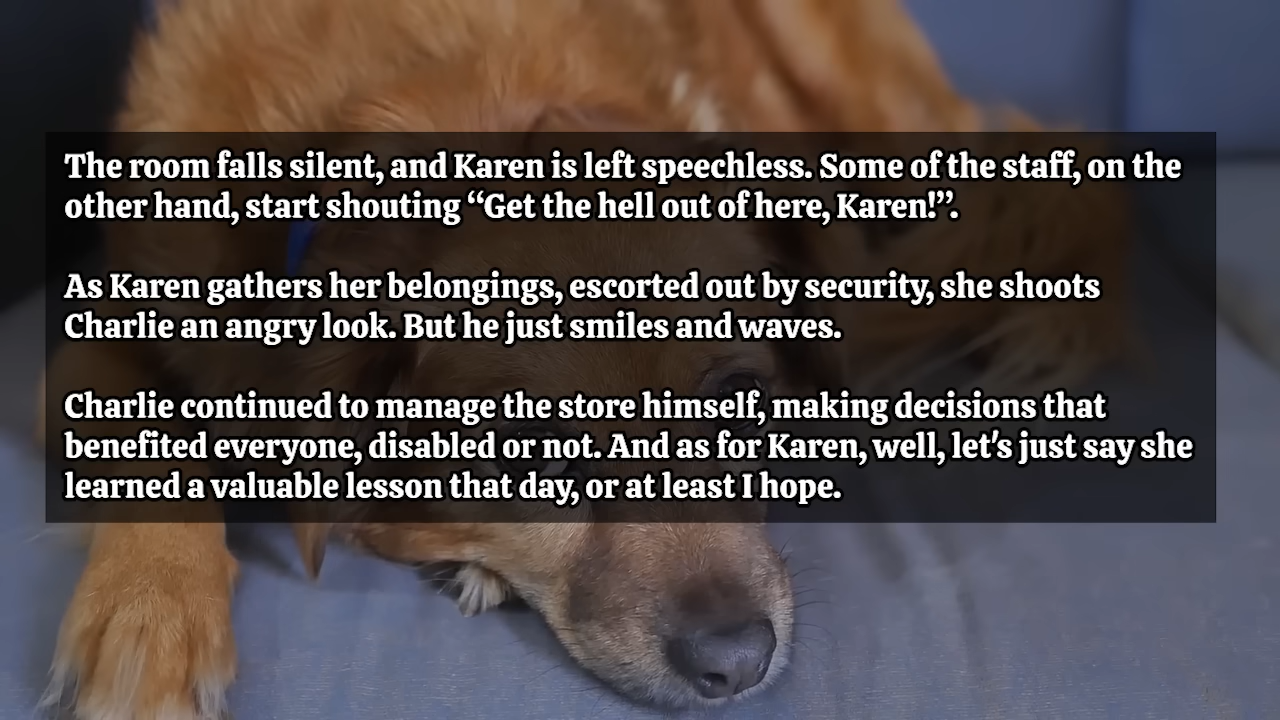 The room falls silent, and Karen is left speechless. Some of the staff, on the
other hand, start shouting “Get the hell out of here, Karen!”.
As Karen gathers her belongings, escorted out by security, she shoots
Charlie an angry look. But he just smiles and waves.
Charlie continued to manage the store himself, making decisions that
benefited everyone, disabled or not. And as for Karen, well, let's just say she
learned a valuable lesson that day, or at least I hope.